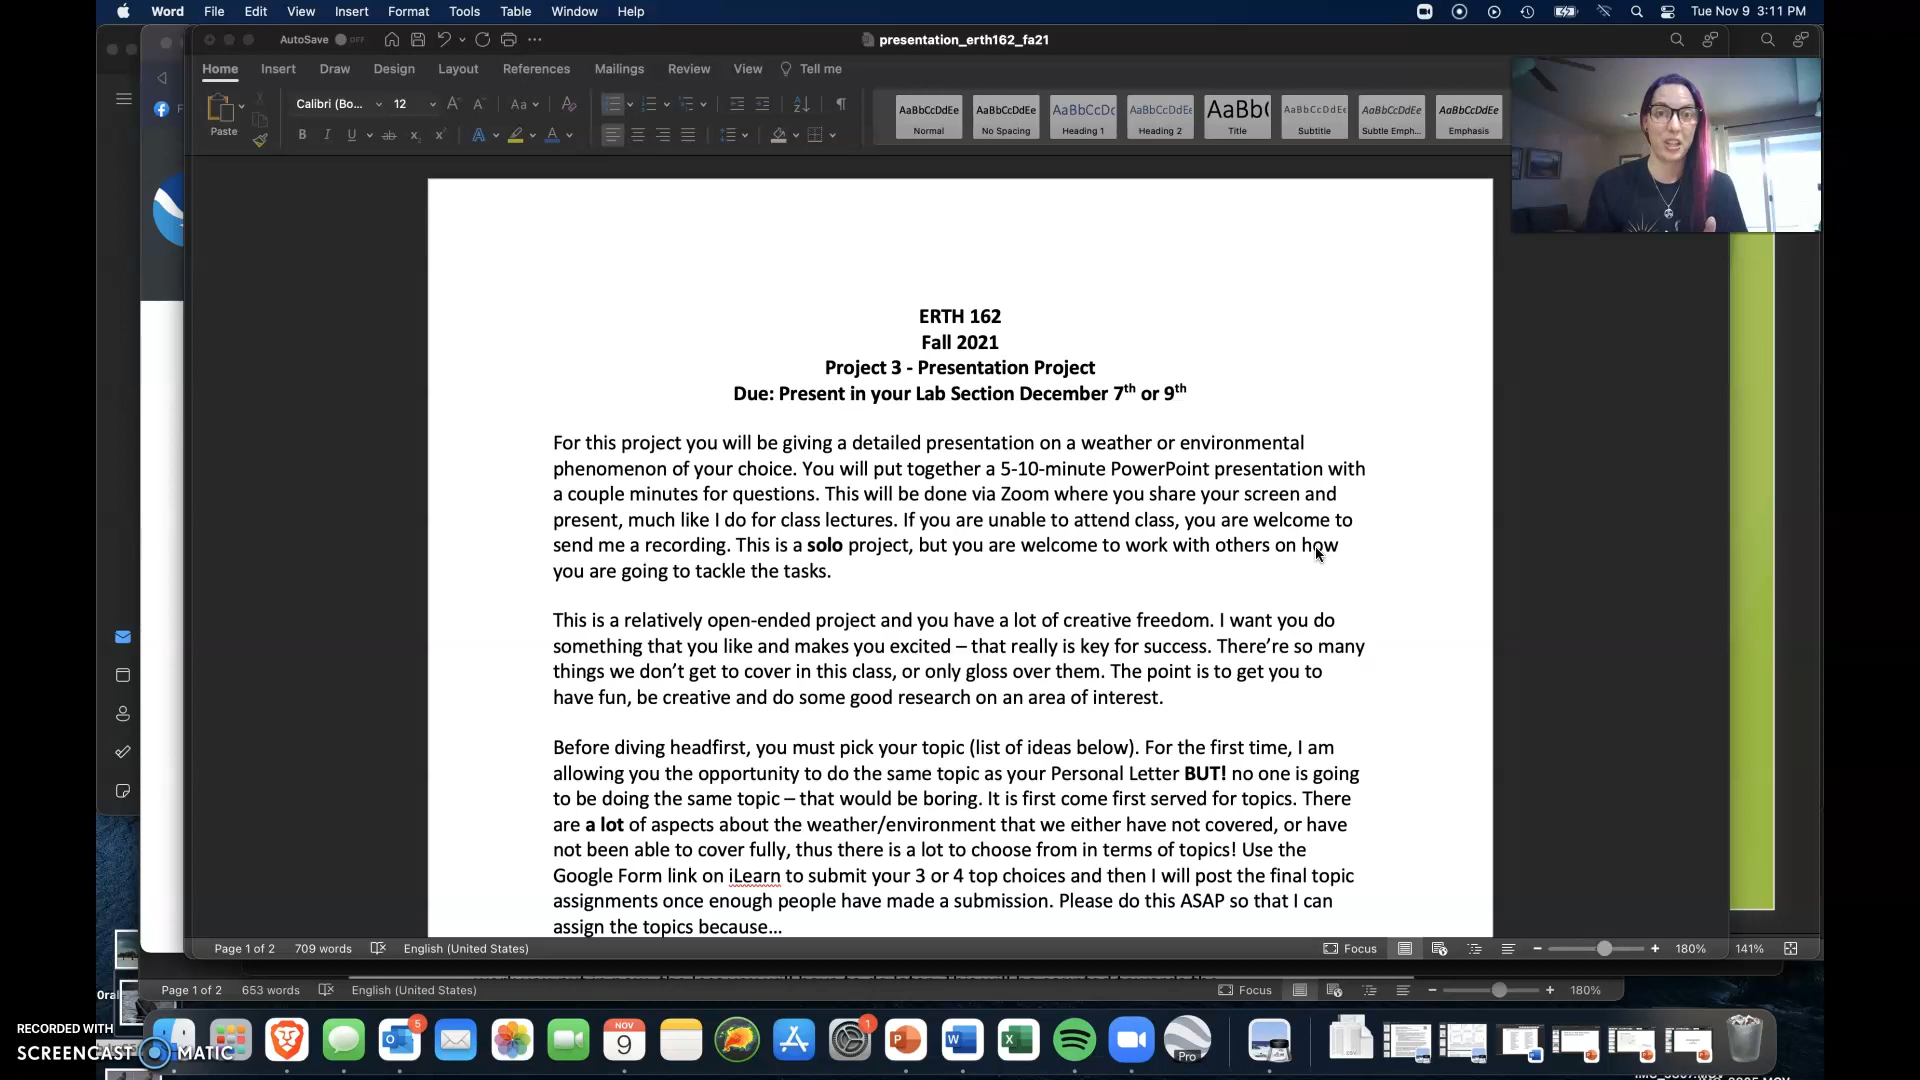 Word File Edit View Insert Format Tools Table Window Help
Tue Nov 9 3:11 PM
AutoSave OFF
presentation_erth162_fa21
Home Insert Draw Design Layout References Mailings Review View Tell me
Paste
Calibri (Bo... 12
AaBbCcDdEe AaBbCcDdEe AaBbCcDc AaBbCcDdEe AaBb( AaBbCcDdEe AaBbCcDdEe AaBbCcDdEe
Normal No Spacing Heading 1 Heading 2 Title Subtitle Subtle Emph... Emphasis
ERTH 162
Fall 2021
Project 3 - Presentation Project
Due: Present in your Lab Section December 7th or 9th
For this project you will be giving a detailed presentation on a weather or environmental
phenomenon of your choice. You will put together a 5-10-minute PowerPoint presentation with
a couple minutes for questions. This will be done via Zoom where you share your screen and
present, much like I do for class lectures. If you are unable to attend class, you are welcome to
send me a recording. This is a solo project, but you are welcome to work with others on how
you are going to tackle the tasks.
This is a relatively open-ended project and you have a lot of creative freedom. I want you do
something that you like and makes you excited – that really is key for success. There’re so many
things we don’t get to cover in this class, or only gloss over them. The point is to get you to
have fun, be creative and do some good research on an area of interest.
Before diving headfirst, you must pick your topic (list of ideas below). For the first time, I am
allowing you the opportunity to do the same topic as your Personal Letter BUT! no one is going
to be doing the same topic – that would be boring. It is first come first served for topics. There
are a lot of aspects about the weather/environment that we either have not covered, or have
not been able to cover fully, thus there is a lot to choose from in terms of topics! Use the
Google Form link on iLearn to submit your 3 or 4 top choices and then I will post the final topic
assignments once enough people have made a submission. Please do this ASAP so that I can
assign the topics because...
Page 1 of 2 709 words English (United States) Focus 180% 141%
Page 1 of 2 653 words English (United States) Focus 180%
Oral
RECORDED WITH
SCREENCAST MATIC
5
NOV
9
1
Pro